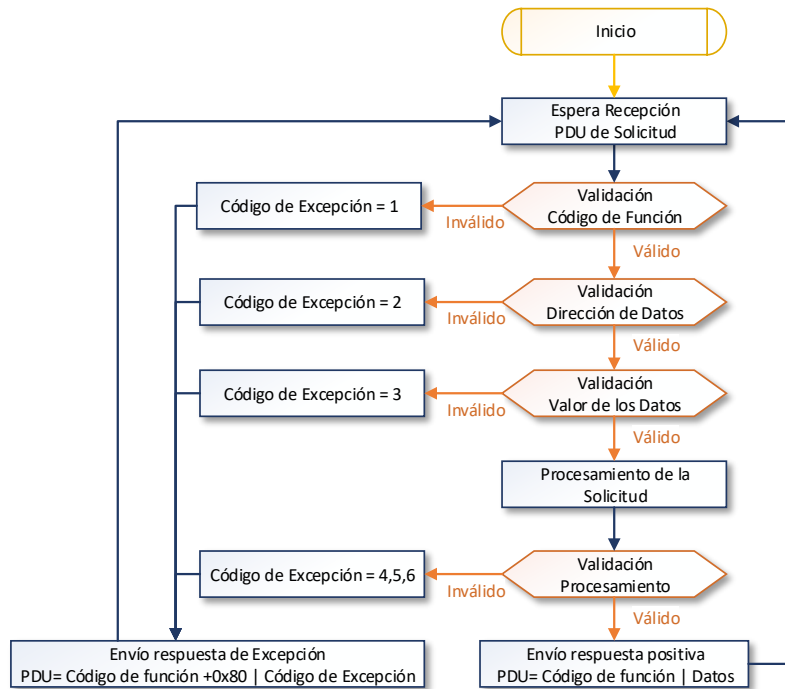 Inicio
Espera Recepción
PDU de Solicitud
Validación
Código de Función
Código de Excepción = 1
Inválido
Válido
Validación
Dirección de Datos
Código de Excepción = 2
Inválido
Válido
Validación
Valor de los Datos
Código de Excepción = 3
Inválido
Válido
Procesamiento de la
Solicitud
Validación
Procesamiento
Código de Excepción = 4,5,6
Inválido
Válido
Envío respuesta de Excepción
PDU= Código de función +0x80 | Código de Excepción
Envío respuesta positiva
PDU= Código de función | Datos